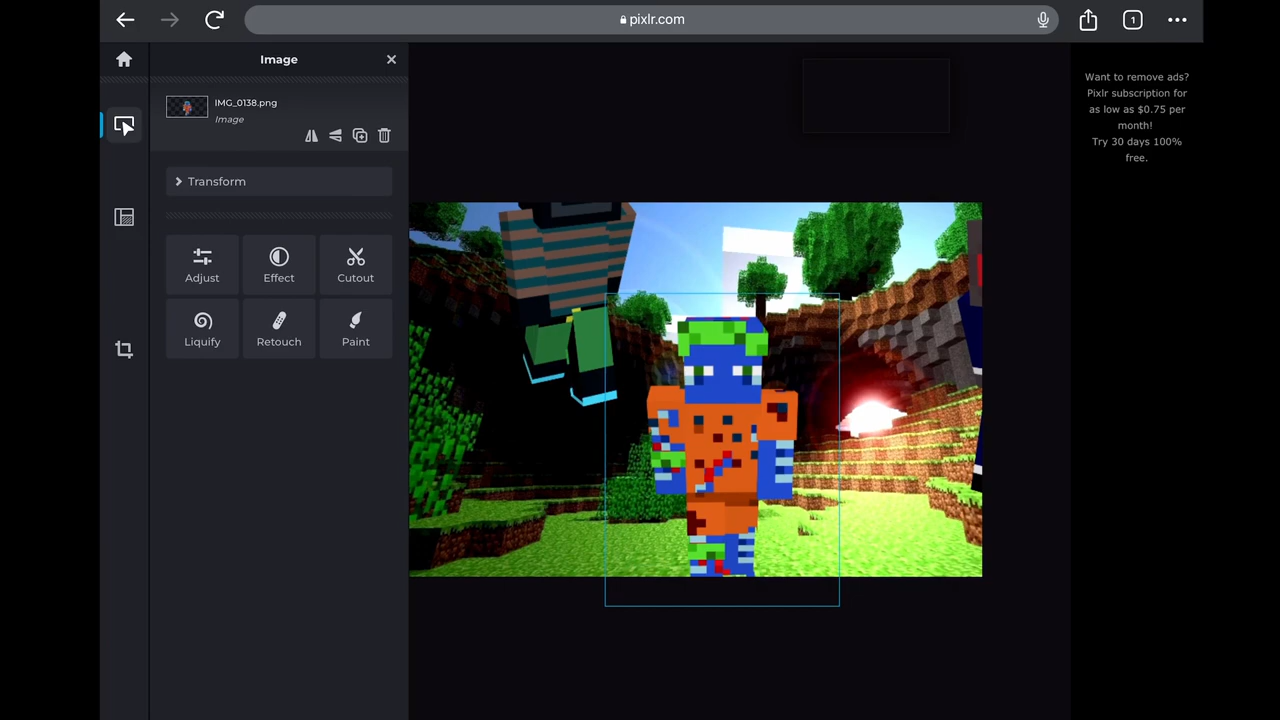 pixlr.com
1
Image
IMG_0138.png
Image
Transform
Adjust
Effect
Cutout
Liquify
Retouch
Paint
Want to remove ads?
Pixlr subscription for
as low as $0.75 per
month!
Try 30 days 100%
free.